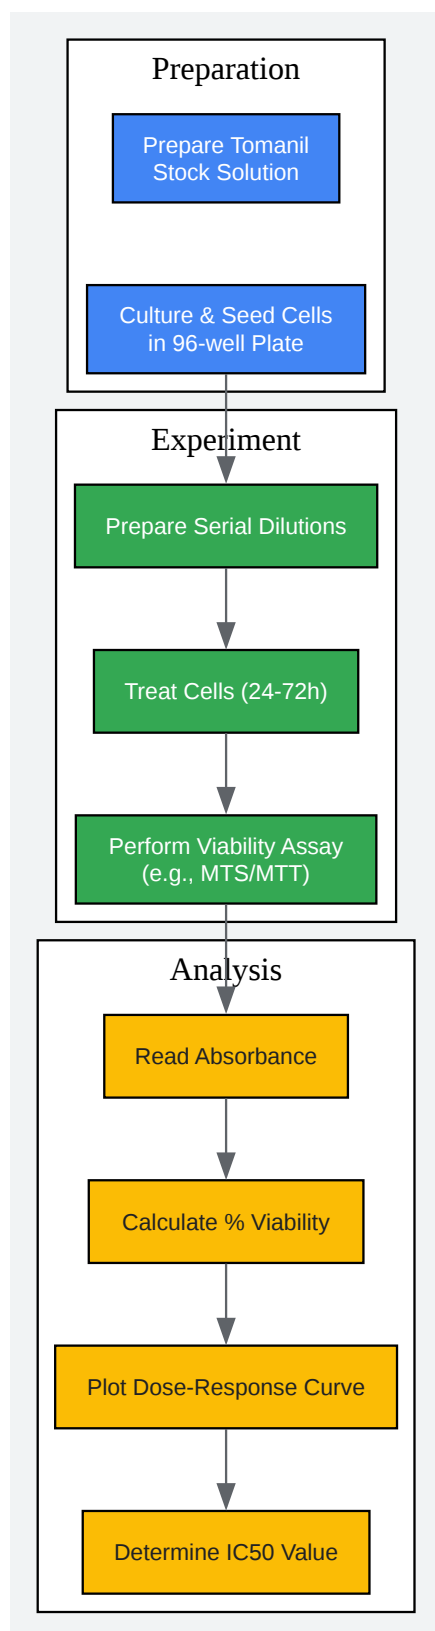 Preparation
Prepare Tomanil
Stock Solution
Culture & Seed Cells
in 96-well Plate
Experiment
Prepare Serial Dilutions
Treat Cells (24-72h)
Perform Viability Assay
(e.g., MTS/MTT)
Analysis
Read Absorbance
Calculate % Viability
Plot Dose-Response Curve
Determine IC50 Value